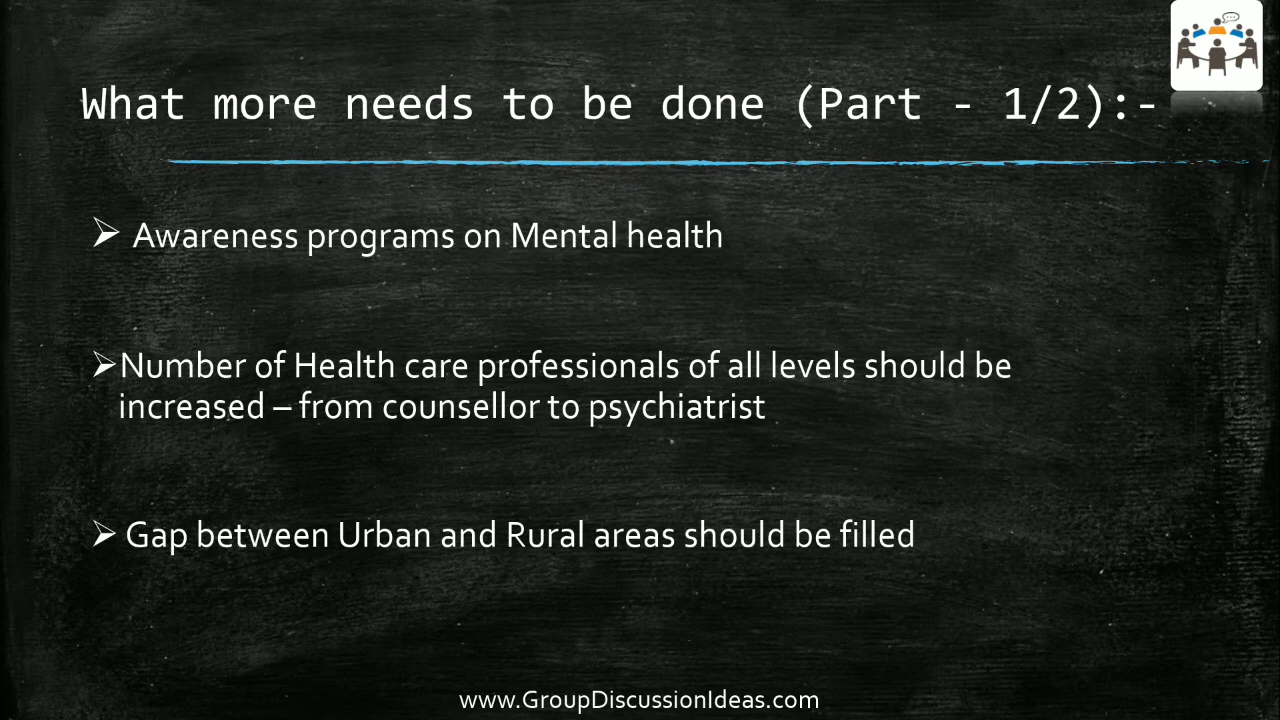 What more needs to be done (Part - 1/2):-
➢ Awareness programs on Mental health
➢Number of Health care professionals of all levels should be
increased – from counsellor to psychiatrist
➢ Gap between Urban and Rural areas should be filled
www.GroupDiscussionIdeas.com